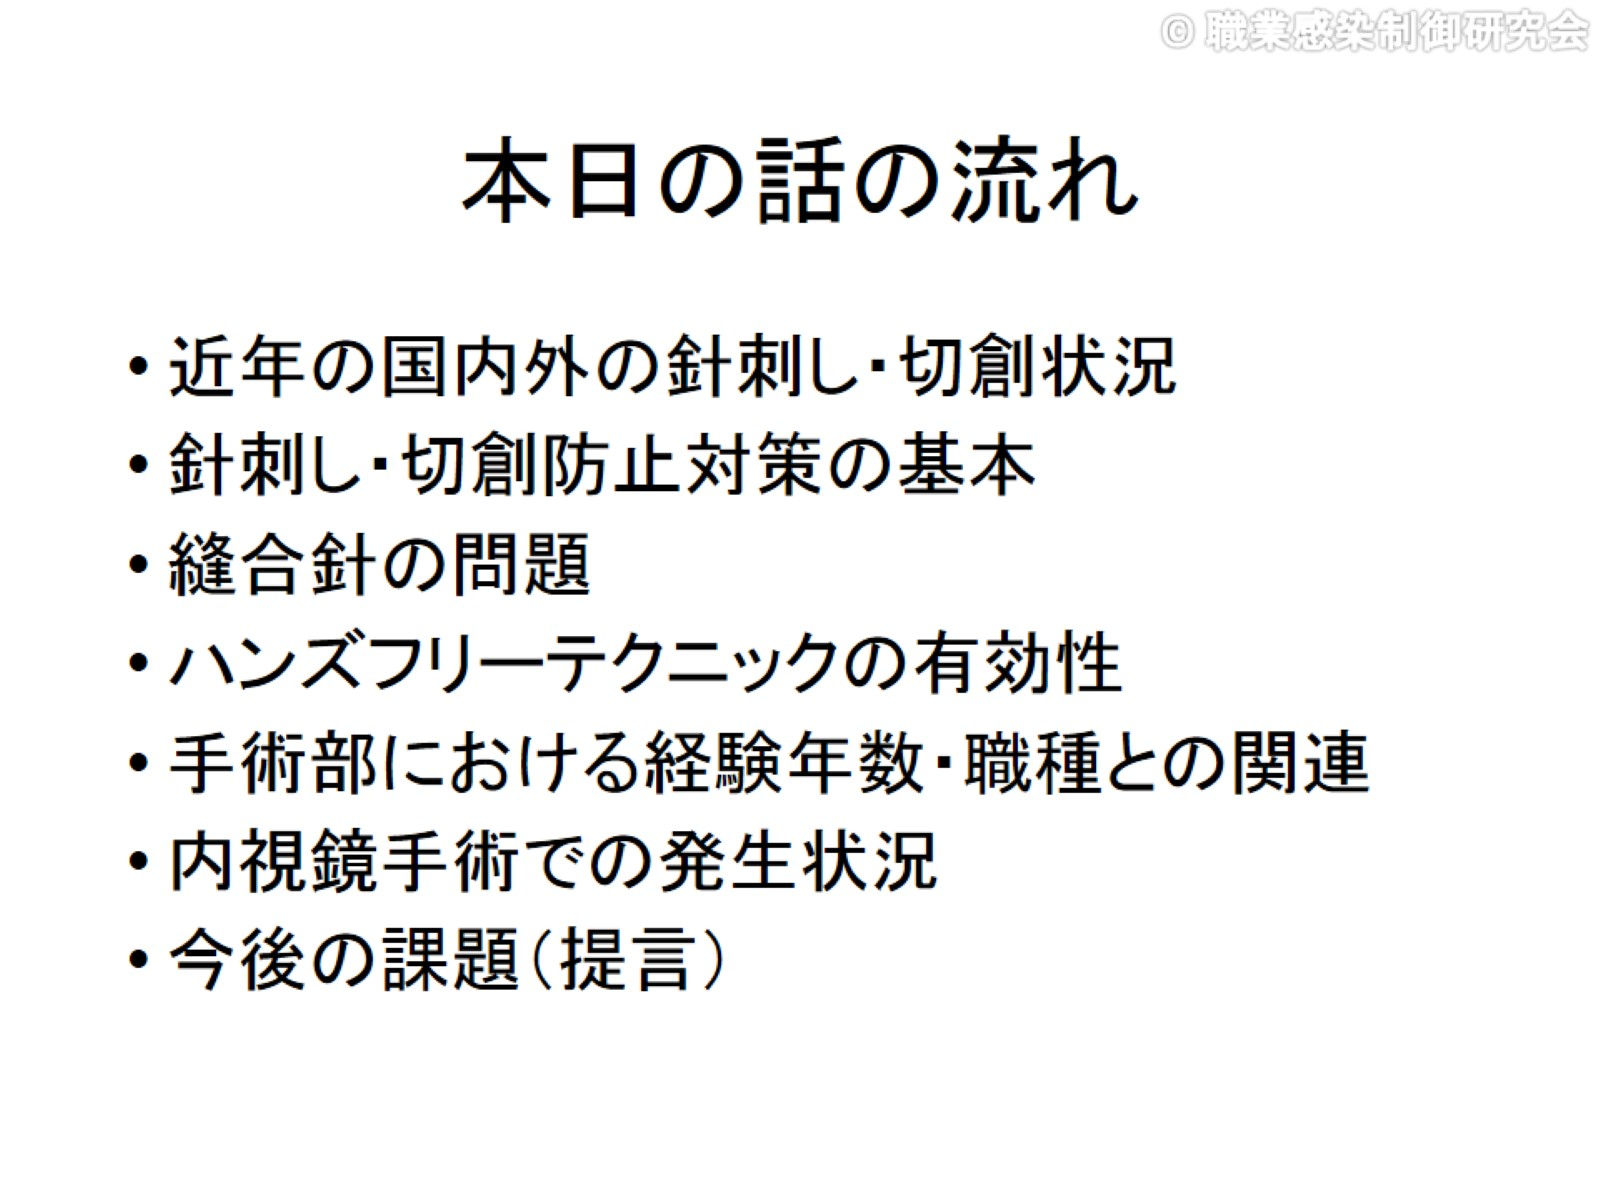 © 職業感染制御研究会
本日の話の流れ
• 近年の国内外の針刺し・切創状況
• 針刺し・切創防止対策の基本
• 縫合針の問題
• ハンズフリーテクニックの有効性
• 手術部における経験年数・職種との関連
• 内視鏡手術での発生状況
• 今後の課題（提言）